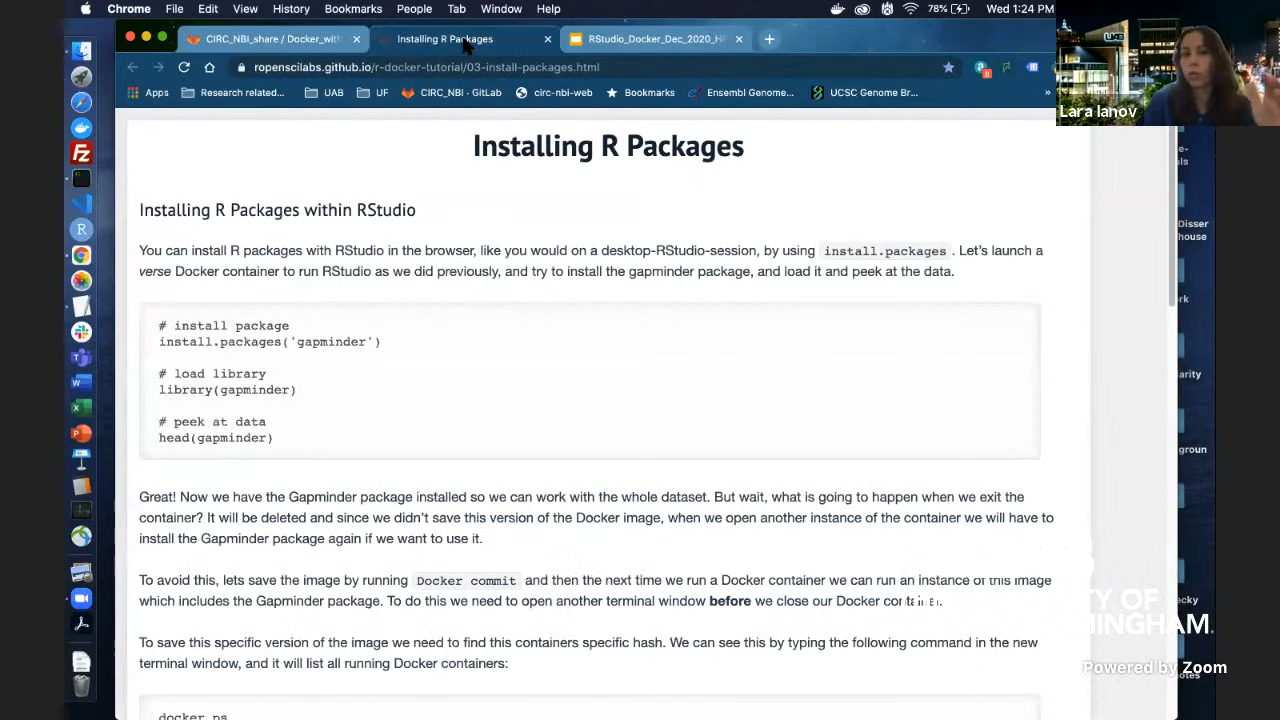 Chrome File Edit View History Bookmarks People Tab Window Help 78% Wed 1:24 PM
CIRC_NBI_share / Docker_with Installing R Packages RStudio_Docker_Dec_2020_H
ropenscilabs.github.io/r-docker-tutorial/03-install-packages.html
Apps Research related... UAB CIRC_NBI · GitLab circ-nbi-web Bookmarks Ensembl Genome... UCSC Genome Br... »
UAB
Lara Ianov
Installing R Packages
Installing R Packages within RStudio
You can install R packages with RStudio in the browser, like you would on a desktop-RStudio-session, by using install.packages. Let's launch a
verse Docker container to run RStudio as we did previously, and try to install the gapminder package, and load it and peek at the data.
# install package
install.packages('gapminder')
# load library
library(gapminder)
# peek at data
head(gapminder)
Great! Now we have the Gapminder package installed so we can work with the whole dataset. But wait, what is going to happen when we exit the
container? It will be deleted and since we didn't save this version of the Docker image, when we open another instance of the container we will have to
install the Gapminder package again if we want to use it.
To avoid this, lets save the image by running Docker commit and then the next time we run a Docker container we can run an instance of this image
which includes the Gapminder package. To do this we need to open another terminal window before we close our Docker container.
To save this specific version of the image we need to find this containers specific hash. We can see this by typing the following command in the new
terminal window, and it will list all running Docker containers:
docker ps
Disser
house
rk
larity
groun
ecky
notes
TY OF
MINGHAM.
Powered by Zoom